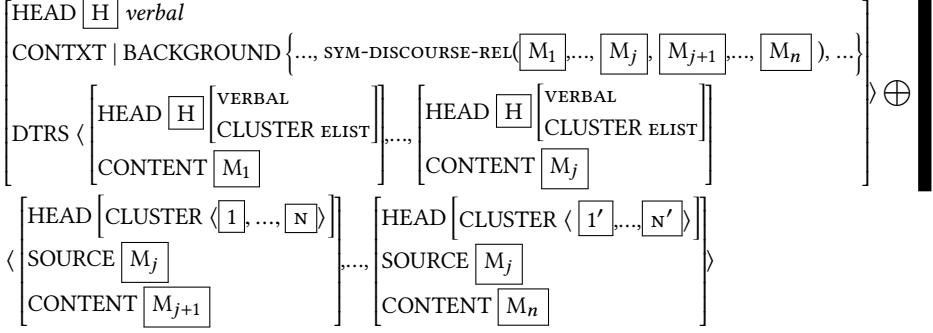 HEAD H verbal
CONTXT | BACKGROUND {..., SYM-DISCOURSE-REL( M₁ ,..., Mⱼ , Mⱼ₊₁ ,..., Mₙ ), ...}
DTRS ⟨ [HEAD H [VERBAL CLUSTER ELIST] CONTENT M₁ ],..., [HEAD H [VERBAL CLUSTER ELIST] CONTENT Mⱼ ] ⟩ ⊕
⟨ [HEAD [CLUSTER ⟨ 1 , ..., N ⟩] SOURCE Mⱼ CONTENT Mⱼ₊₁ ],..., [HEAD [CLUSTER ⟨ 1′ ,..., N′ ⟩] SOURCE Mⱼ CONTENT Mₙ ] ⟩